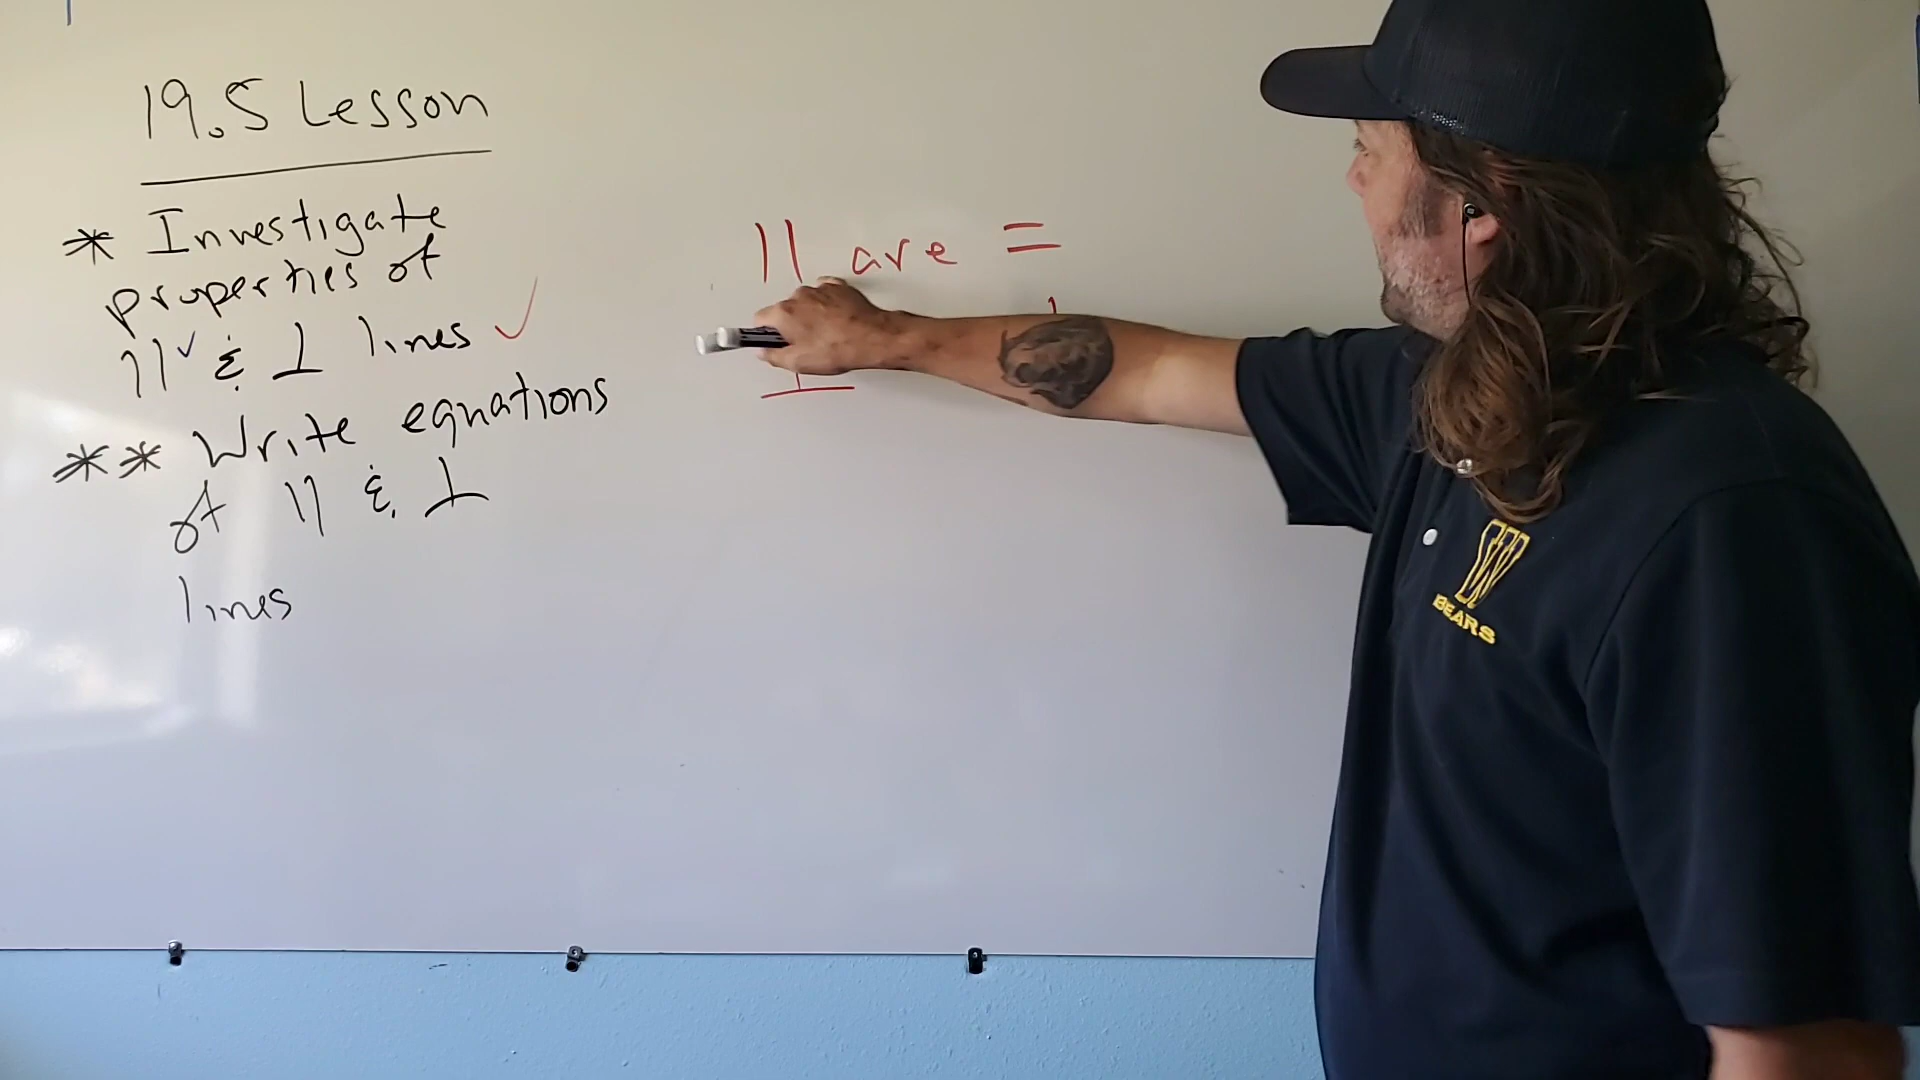 19.5 Lesson
* Investigate
properties of
|| & ⊥ lines
** Write equations
of || & ⊥
lines
|| are =
⊥
W
BEARS